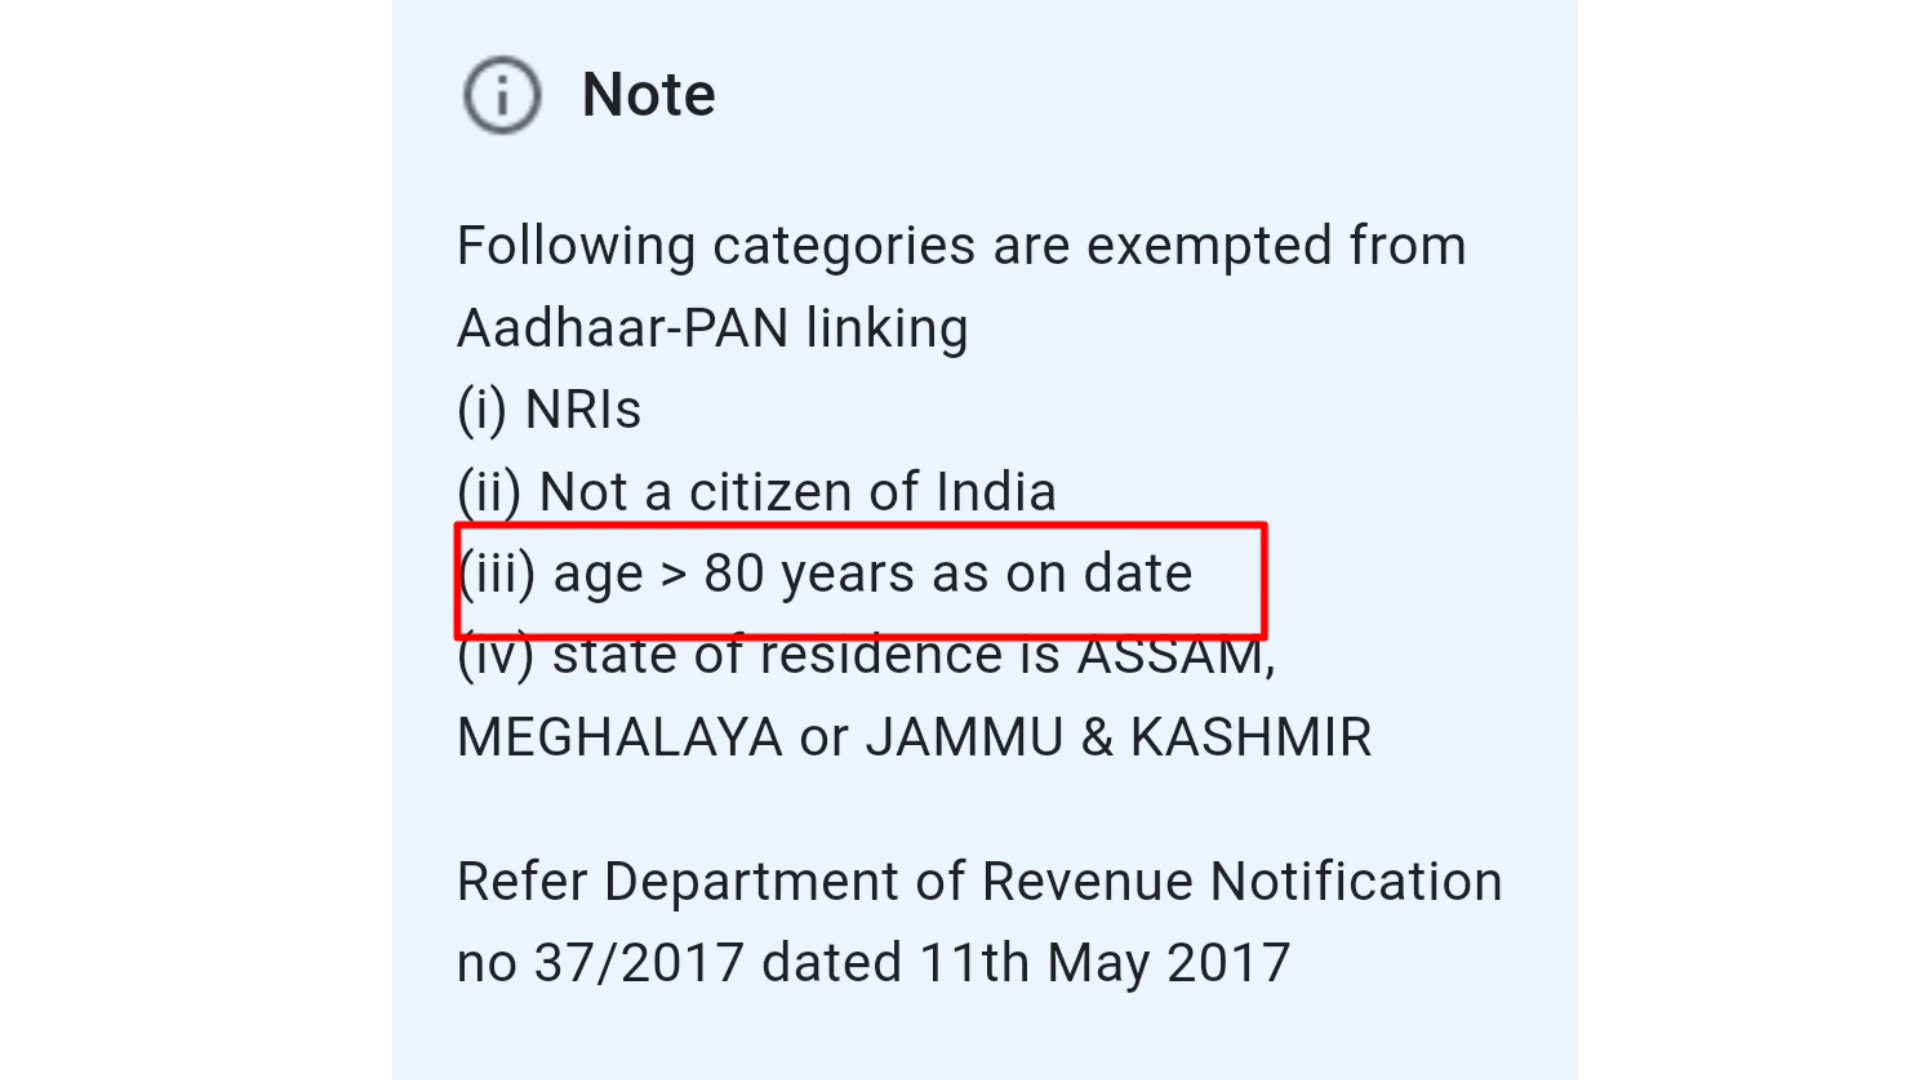 Note
Following categories are exempted from
Aadhaar-PAN linking
(i) NRIs
(ii) Not a citizen of India
(iii) age > 80 years as on date
(iv) state of residence is ASSAM,
MEGHALAYA or JAMMU & KASHMIR
Refer Department of Revenue Notification
no 37/2017 dated 11th May 2017